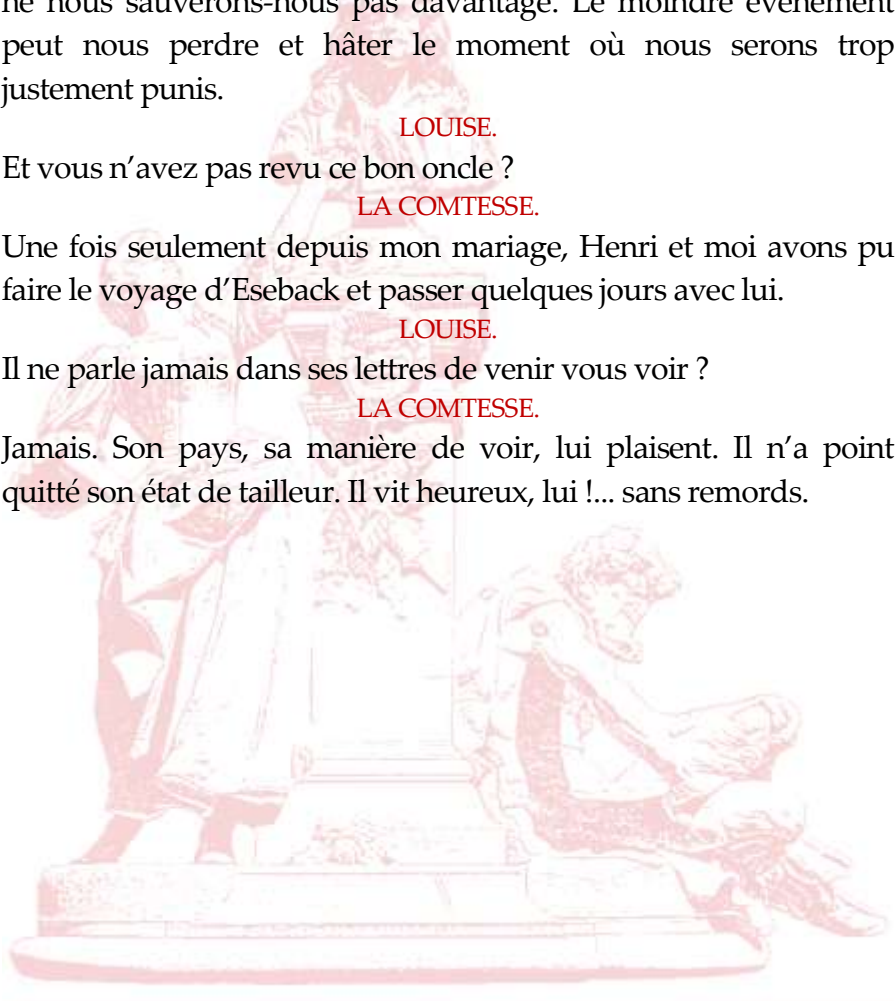 ne nous sauverons-nous pas davantage. Le moindre événement
peut nous perdre et hâter le moment où nous serons trop
justement punis.
LOUISE.
Et vous n’avez pas revu ce bon oncle ?
LA COMTESSE.
Une fois seulement depuis mon mariage, Henri et moi avons pu
faire le voyage d’Eseback et passer quelques jours avec lui.
LOUISE.
Il ne parle jamais dans ses lettres de venir vous voir ?
LA COMTESSE.
Jamais. Son pays, sa manière de voir, lui plaisent. Il n’a point
quitté son état de tailleur. Il vit heureux, lui !... sans remords.